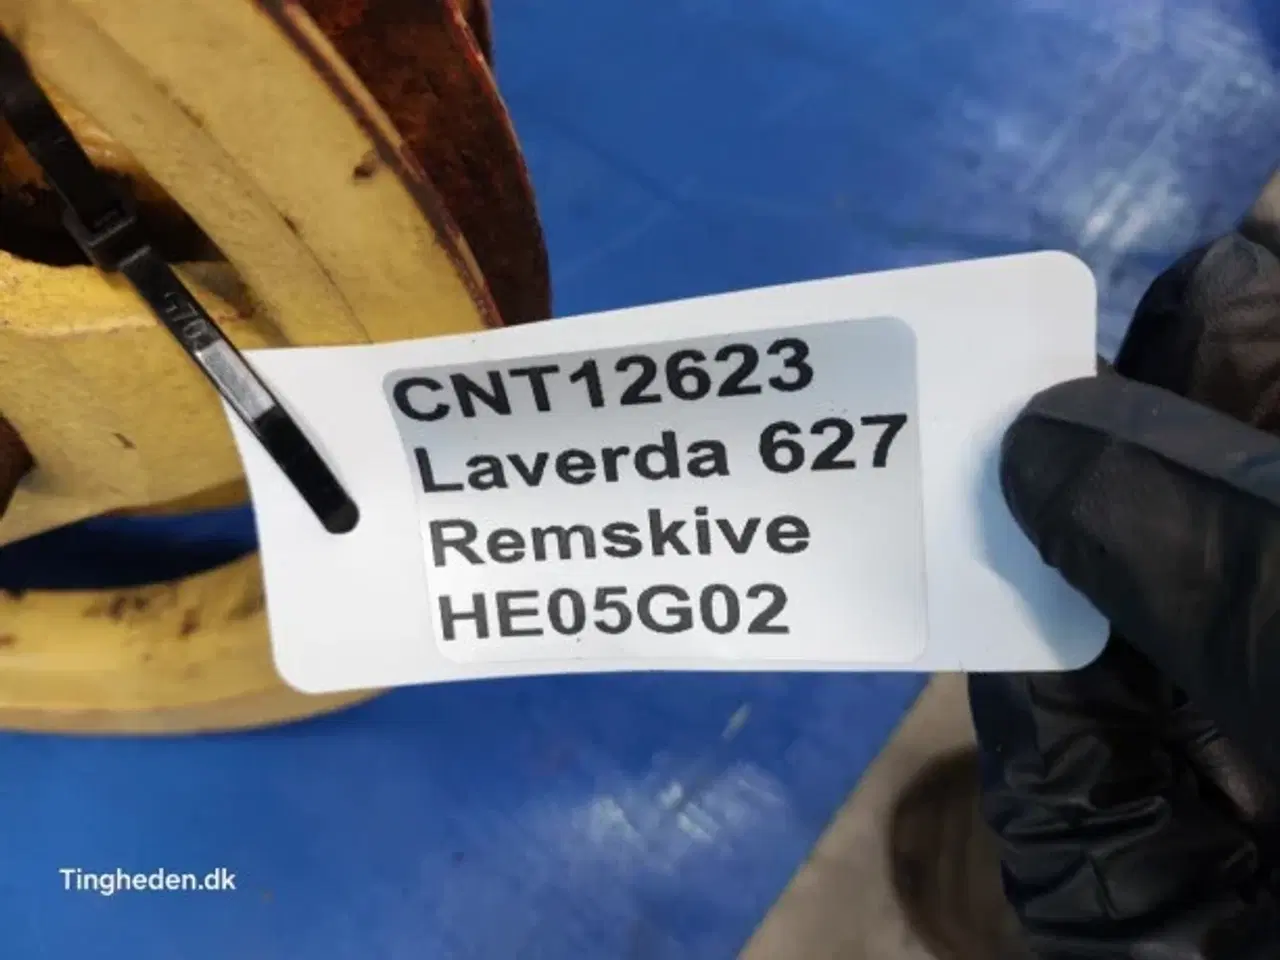 CNT12623
Laverda 627
Remskive
HE05G02
Tingheden.dk